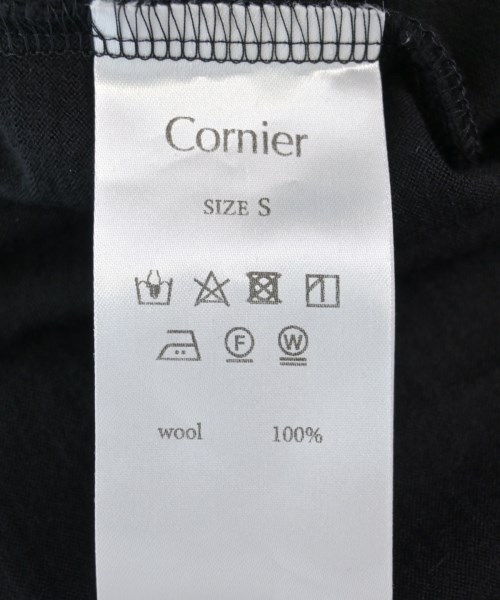 Cornier
SIZE S
F W
wool 100%